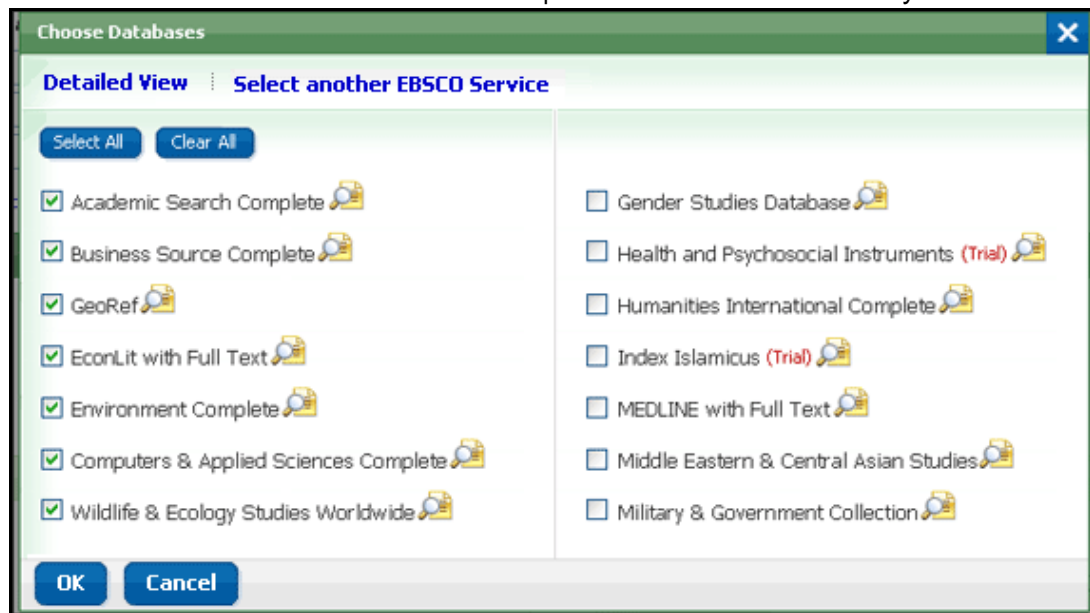 Choose Databases
Detailed View Select another EBSCO Service
Select All Clear All
Academic Search Complete
Business Source Complete
GeoRef
EconLit with Full Text
Environment Complete
Computers & Applied Sciences Complete
Wildlife & Ecology Studies Worldwide
Gender Studies Database
Health and Psychosocial Instruments (Trial)
Humanities International Complete
Index Islamicus (Trial)
MEDLINE with Full Text
Middle Eastern & Central Asian Studies
Military & Government Collection
OK Cancel